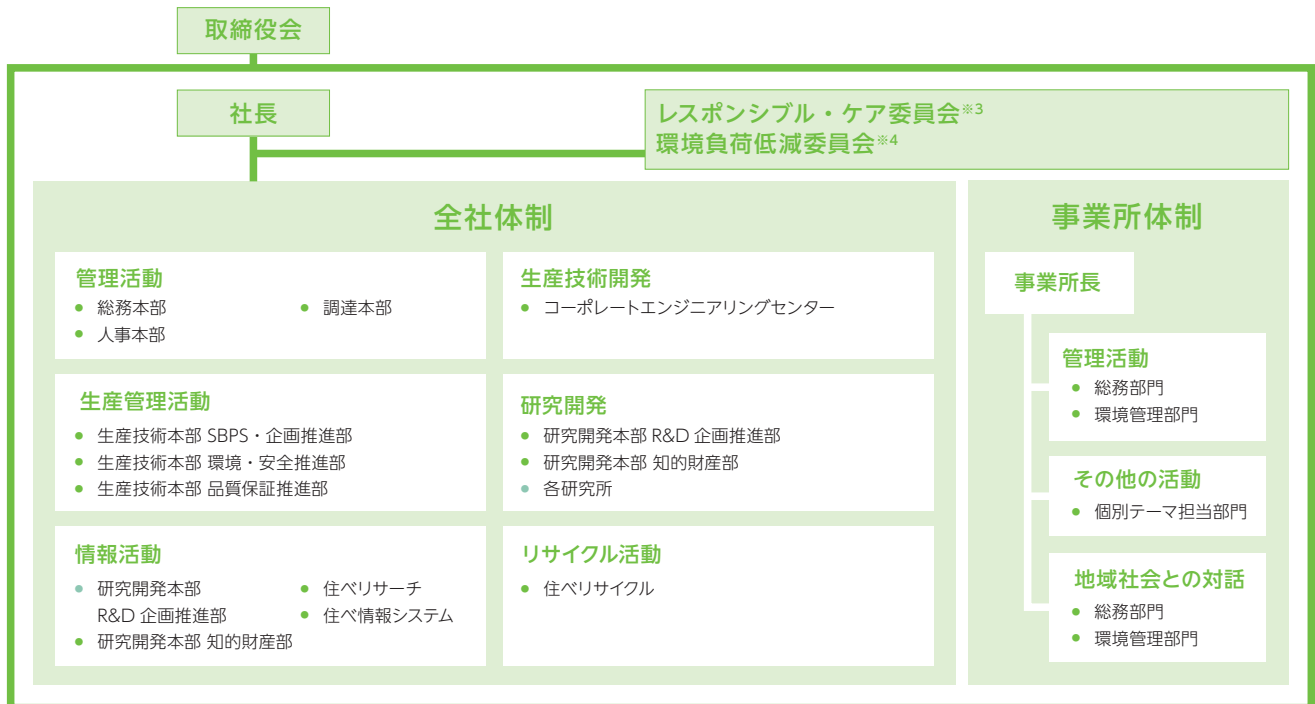 取締役会
社長
レスポンシブル・ケア委員会※3
環境負荷低減委員会※4
全社体制
管理活動
● 総務本部
● 人事本部
● 調達本部
生産技術開発
● コーポレートエンジニアリングセンター
生産管理活動
● 生産技術本部 SBPS・企画推進部
● 生産技術本部 環境・安全推進部
● 生産技術本部 品質保証推進部
研究開発
● 研究開発本部 R&D 企画推進部
● 研究開発本部 知的財産部
● 各研究所
情報活動
● 研究開発本部
R&D 企画推進部
● 研究開発本部 知的財産部
● 住べリサーチ
● 住べ情報システム
リサイクル活動
● 住べリサイクル
事業所体制
事業所長
管理活動
● 総務部門
● 環境管理部門
その他の活動
● 個別テーマ担当部門
地域社会との対話
● 総務部門
● 環境管理部門